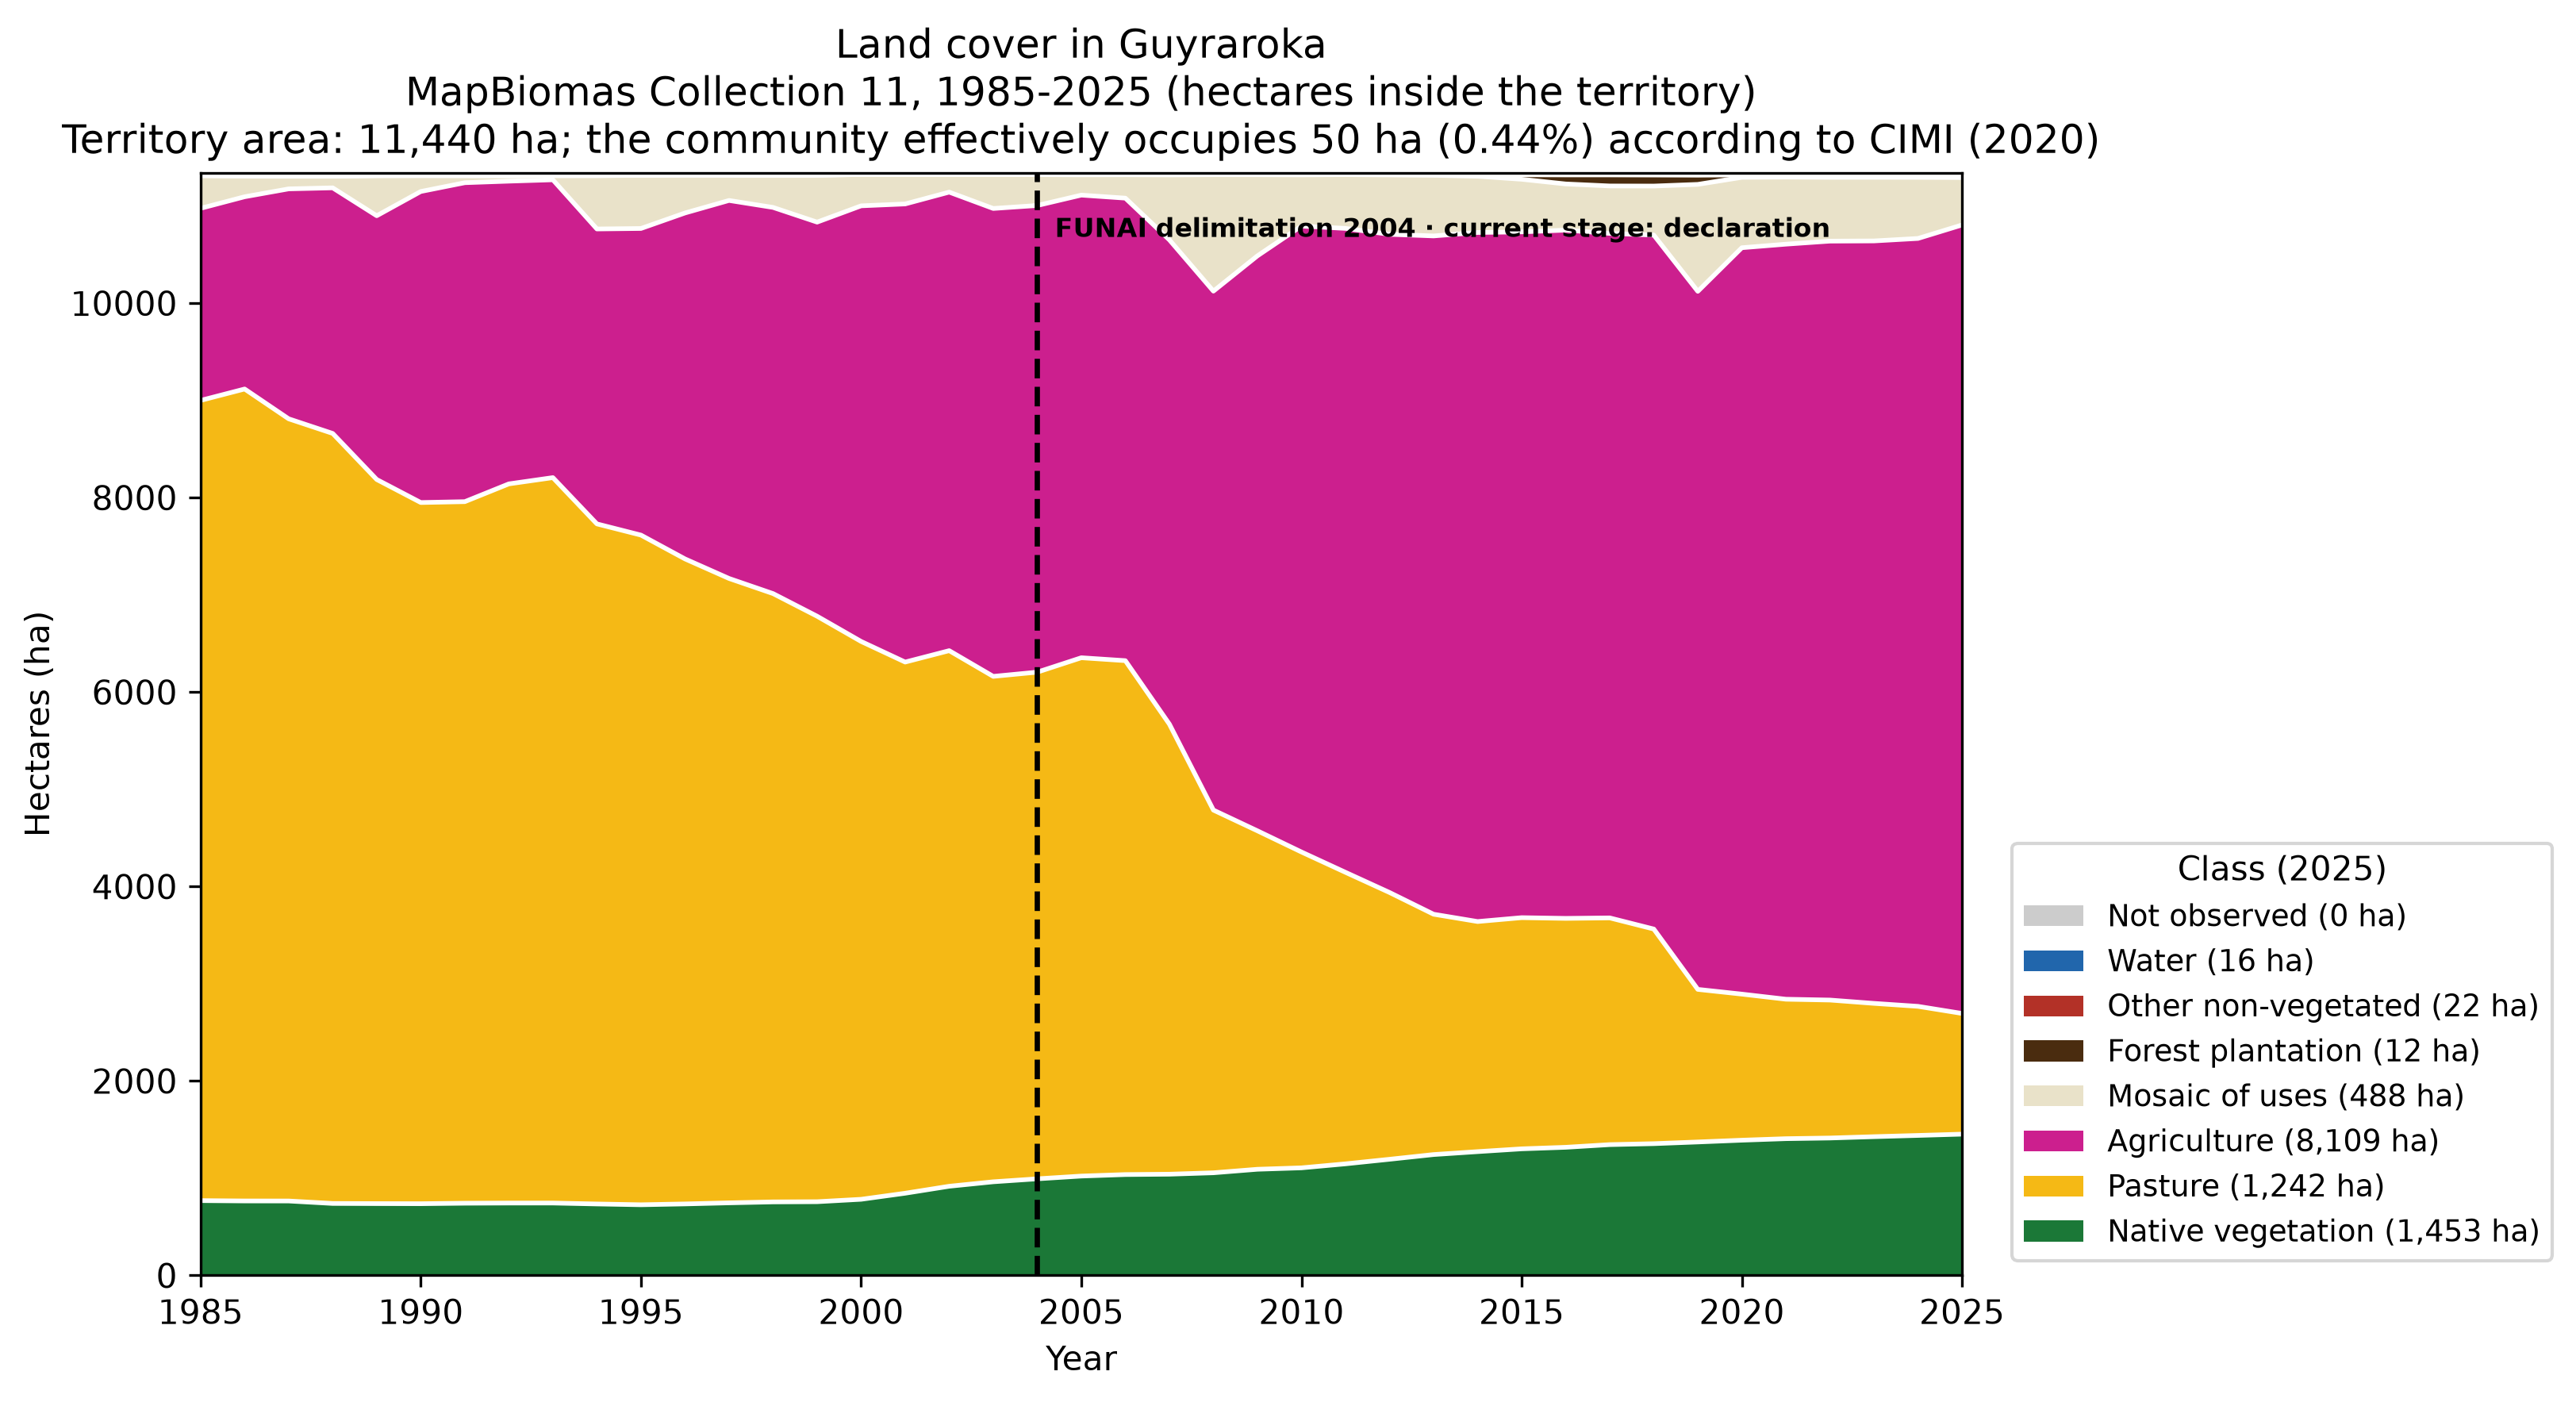 Land cover in Guyraroka
MapBiomas Collection 11, 1985-2025 (hectares inside the territory)
Territory area: 11,440 ha; the community effectively occupies 50 ha (0.44%) according to CIMI (2020)
FUNAI delimitation 2004 · current stage: declaration
Hectares (ha)
10000
8000
6000
4000
2000
0
1985 1990 1995 2000 2005 2010 2015 2020 2025
Year
Class (2025)
Not observed (0 ha)
Water (16 ha)
Other non-vegetated (22 ha)
Forest plantation (12 ha)
Mosaic of uses (488 ha)
Agriculture (8,109 ha)
Pasture (1,242 ha)
Native vegetation (1,453 ha)